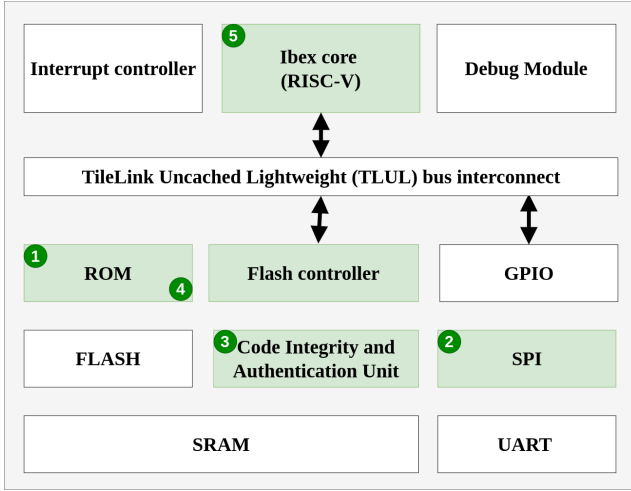 5
Interrupt controller
Ibex core
(RISC-V)
Debug Module
TileLink Uncached Lightweight (TLUL) bus interconnect
1
ROM
4
Flash controller
GPIO
FLASH
3
Code Integrity and
Authentication Unit
2
SPI
SRAM
UART